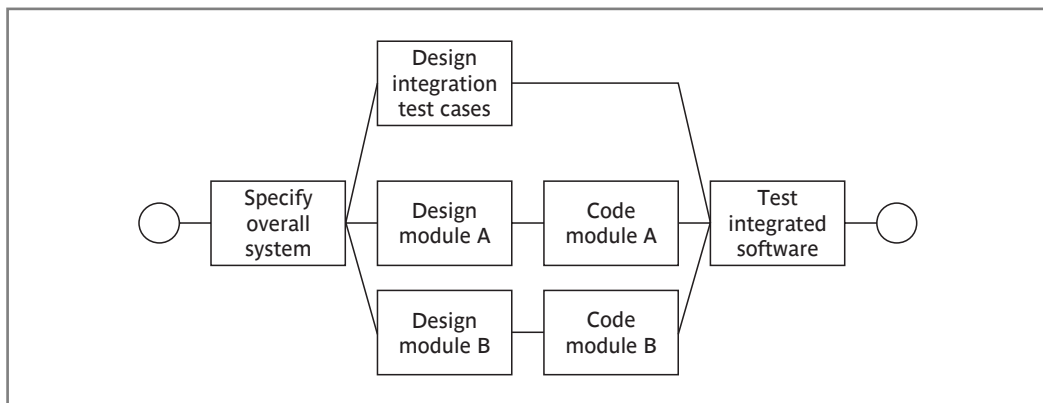 Design
integration
test cases
Specify
overall
system
Design
module A
Code
module A
Test
integrated
software
Design
module B
Code
module B